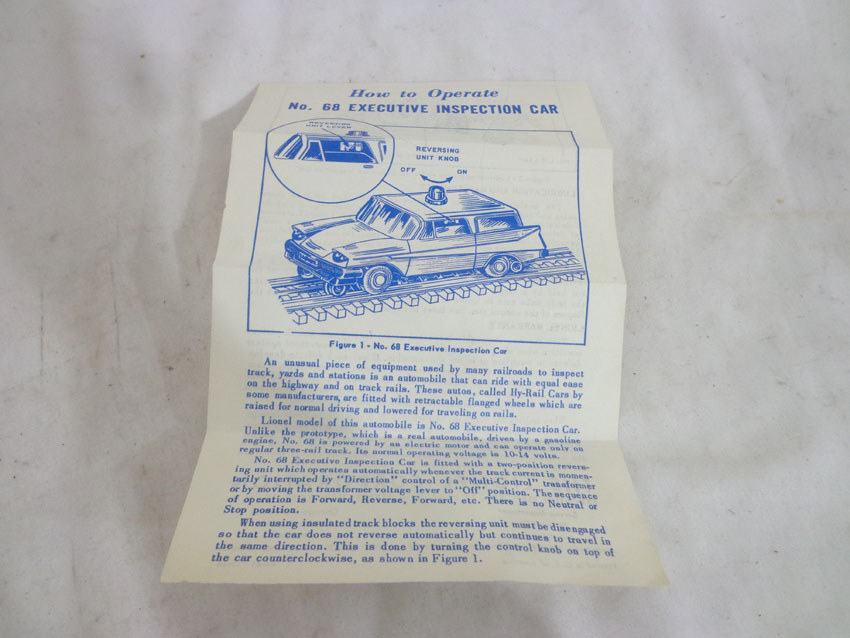 How to Operate
No. 68 EXECUTIVE INSPECTION CAR
REVERSING
UNIT LEVER
REVERSING
UNIT KNOB
OFF ON
Figure 1 - No. 68 Executive Inspection Car
An unusual piece of equipment used by many railroads to inspect
track, yards and stations is an automobile that can ride with equal ease
on the highway and on track rails. These autos, called Hy-Rail Cars by
some manufacturers, are fitted with retractable flanged wheels which are
raised for normal driving and lowered for traveling on rails.
Lionel model of this automobile is No. 68 Executive Inspection Car.
Unlike the prototype, which is a real automobile, driven by a gasoline
engine, No. 68 is powered by an electric motor and can operate only on
regular three-rail track. Its normal operating voltage is 10-14 volts.
No. 68 Executive Inspection Car is fitted with a two-position revers-
ing unit which operates automatically whenever the track current is momen-
tarily interrupted by "Direction" control of a "Multi-Control" transformer
or by moving the transformer voltage lever to "Off" position. The sequence
of operation is Forward, Reverse, Forward, etc. There is no Neutral or
Stop position.
When using insulated track blocks the reversing unit must be disengaged
so that the car does not reverse automatically but continues to travel in
the same direction. This is done by turning the control knob on top of
the car counterclockwise, as shown in Figure 1.